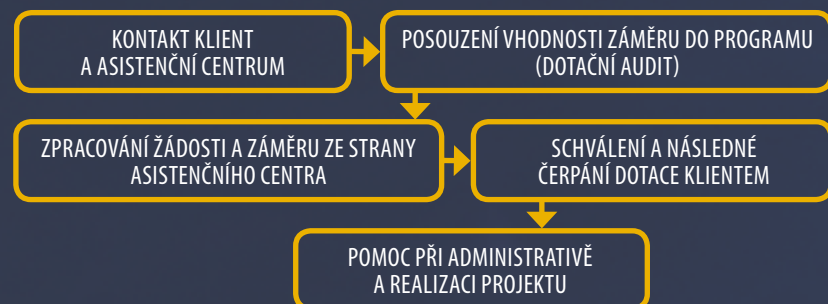 KONTAKT KLIENT
A ASISTENČNÍ CENTRUM
POSOUZENÍ VHODNOSTI ZÁMĚRU DO PROGRAMU
(DOTAČNÍ AUDIT)
ZPRACOVÁNÍ ŽÁDOSTI A ZÁMĚRU ZE STRANY
ASISTENČNÍHO CENTRA
SCHVÁLENÍ A NÁSLEDNÉ
ČERPÁNÍ DOTACE KLIENTEM
POMOC PŘI ADMINISTRATIVĚ
A REALIZACI PROJEKTU